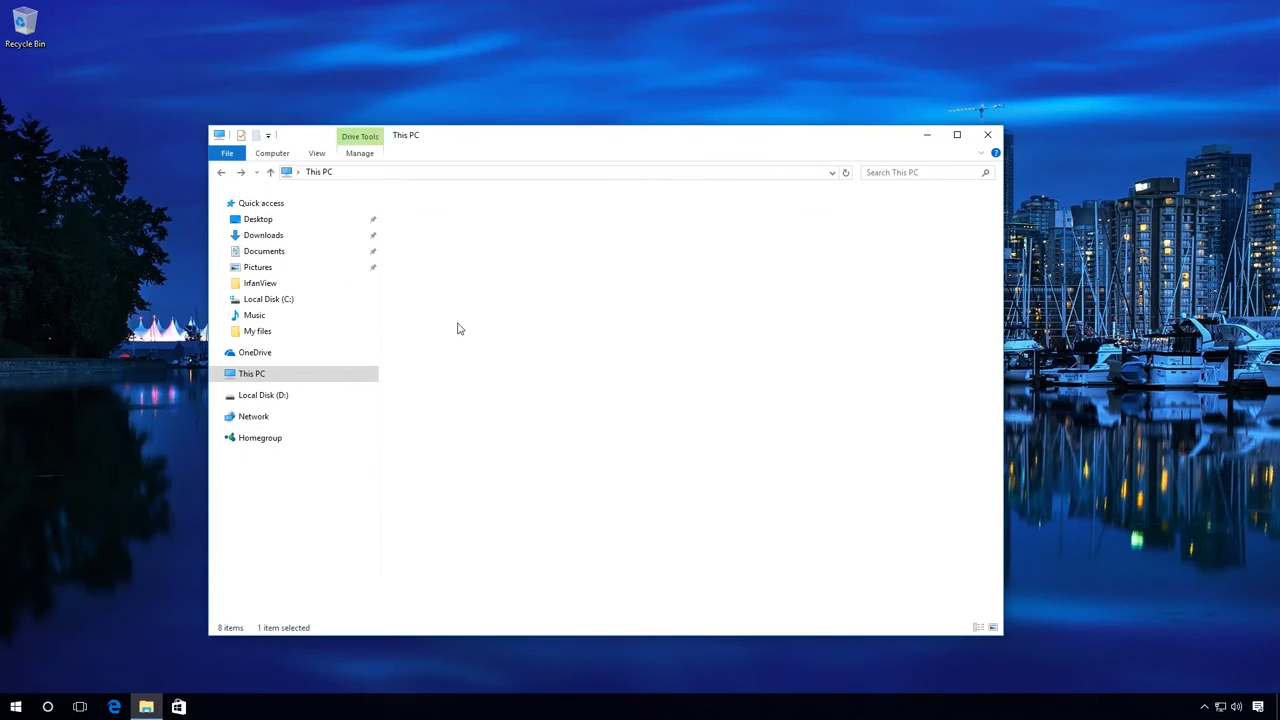 Recycle Bin
Drive Tools
This PC
File
Computer
View
Manage
This PC
Search This PC
Quick access
Desktop
Downloads
Documents
Pictures
IrfanView
Local Disk (C:)
Music
My files
OneDrive
This PC
Local Disk (D:)
Network
Homegroup
8 items
1 item selected